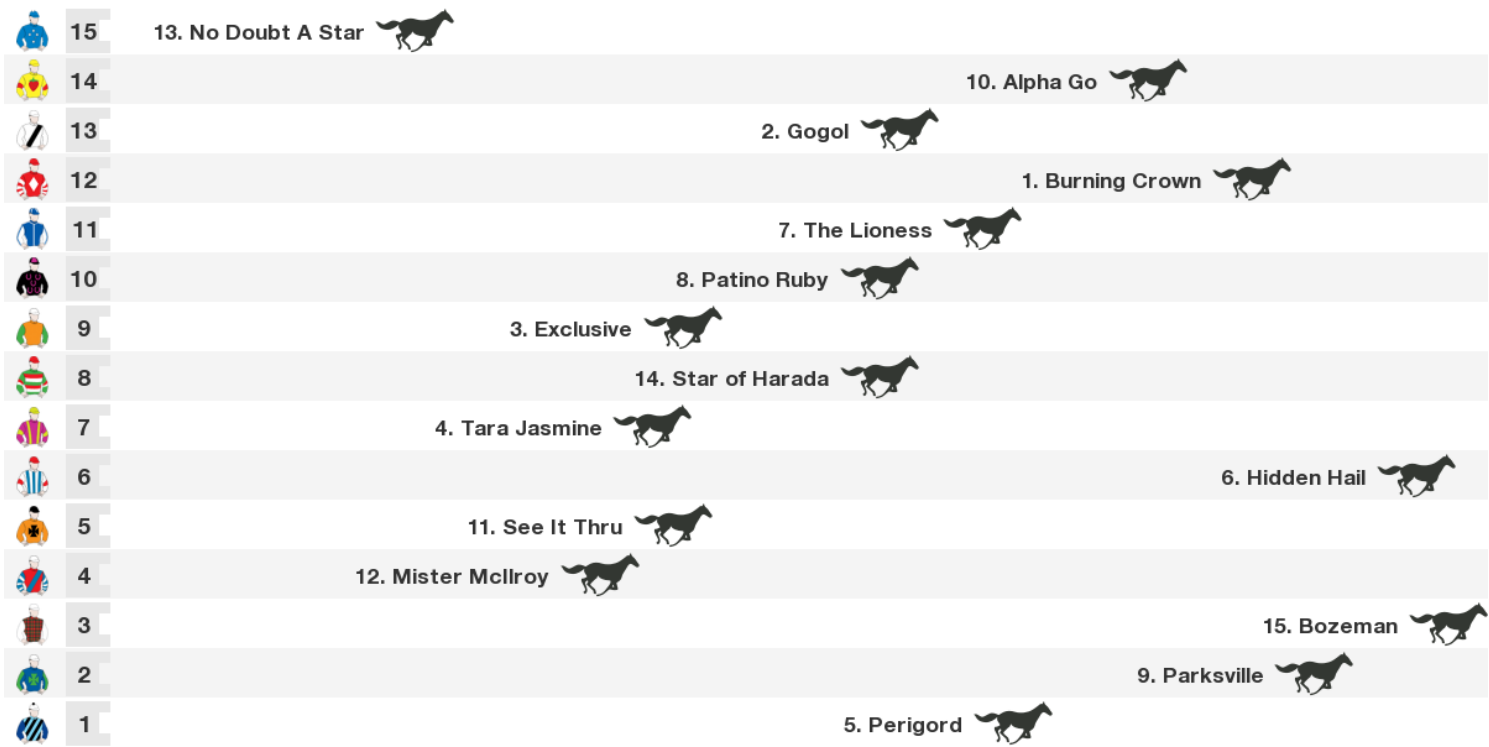 15 13. No Doubt A Star
14 10. Alpha Go
13 2. Gogol
12 1. Burning Crown
11 7. The Lioness
10 8. Patino Ruby
9 3. Exclusive
8 14. Star of Harada
7 4. Tara Jasmine
6 6. Hidden Hail
5 11. See It Thru
4 12. Mister McIlroy
3 15. Bozeman
2 9. Parksville
1 5. Perigord